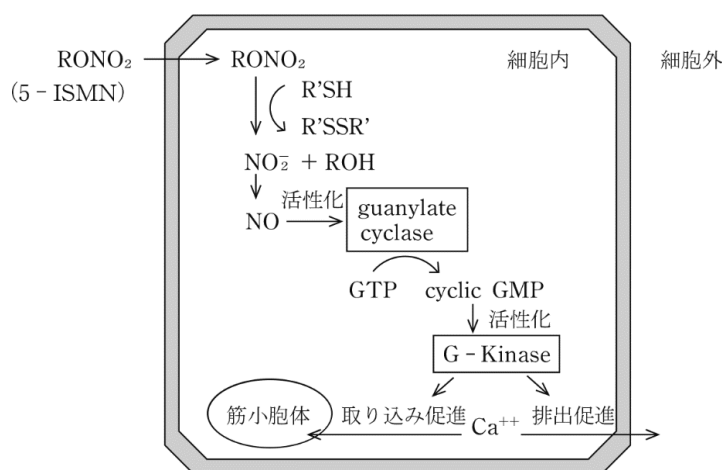 RONO₂
(5-ISMN)
RONO₂
細胞内
細胞外
R'SH
R'SSR'
NO₂⁻ + ROH
活性化
NO
guanylate
cyclase
GTP
cyclic GMP
活性化
G-Kinase
筋小胞体
取り込み促進
Ca⁺⁺
排出促進